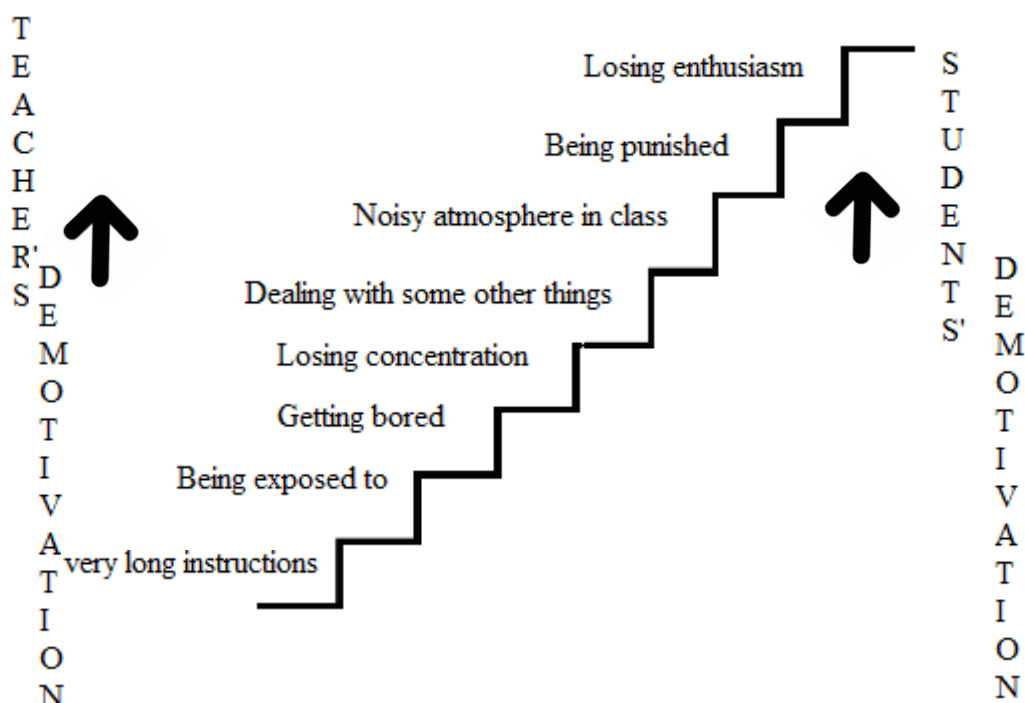 TEACHER'S
DEMOTIVATION
Losing enthusiasm
Being punished
Noisy atmosphere in class
Dealing with some other things
Losing concentration
Getting bored
Being exposed to
very long instructions
STUDENTS'
DEMOTIVATION